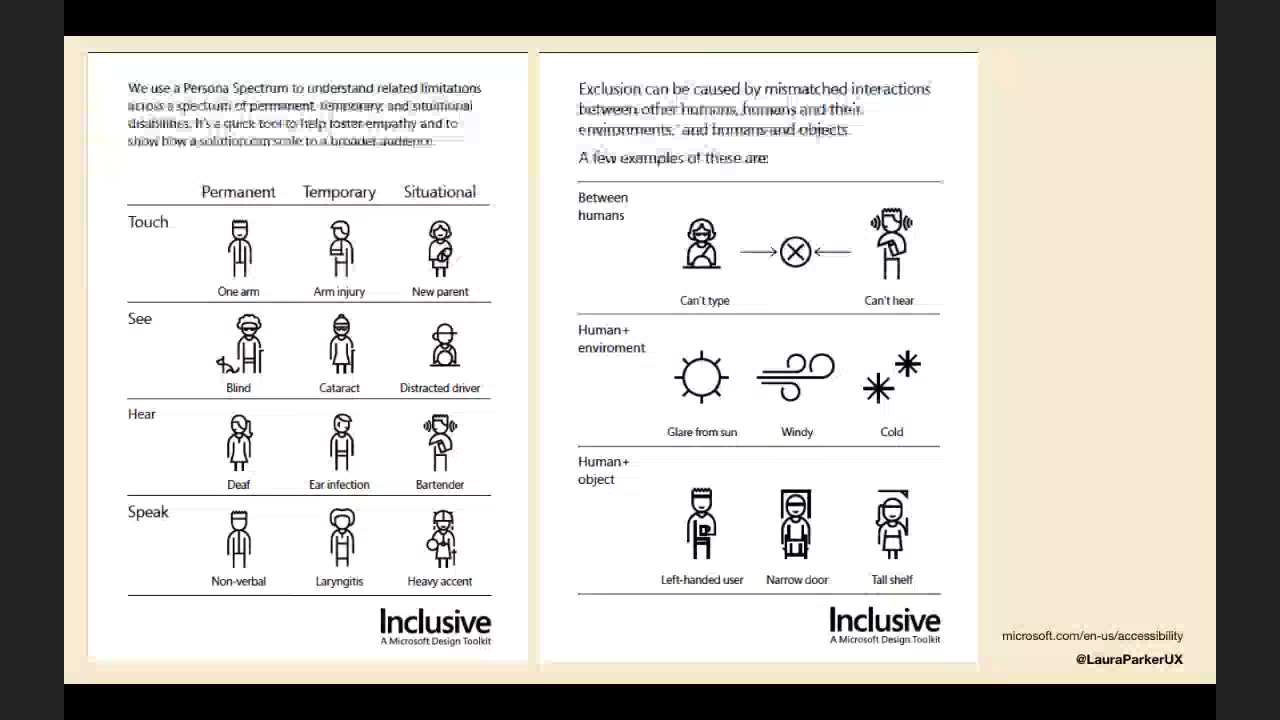 We use a Persona Spectrum to understand related limitations
across a spectrum of permanent, temporary, and situational
disabilities. It's a quick tool to help foster empathy and to
show how a solution can scale to a broader audience.
Permanent Temporary Situational
Touch
One arm Arm injury New parent
See
Blind Cataract Distracted driver
Hear
Deaf Ear infection Bartender
Speak
Non-verbal Laryngitis Heavy accent
Inclusive
A Microsoft Design Toolkit
Exclusion can be caused by mismatched interactions
between other humans, humans and their
environments, and humans and objects.
A few examples of these are:
Between
humans
Can't type Can't hear
Human+
enviroment
Glare from sun Windy Cold
Human+
object
Left-handed user Narrow door Tall shelf
Inclusive
A Microsoft Design Toolkit
microsoft.com/en-us/accessibility
@LauraParkerUX